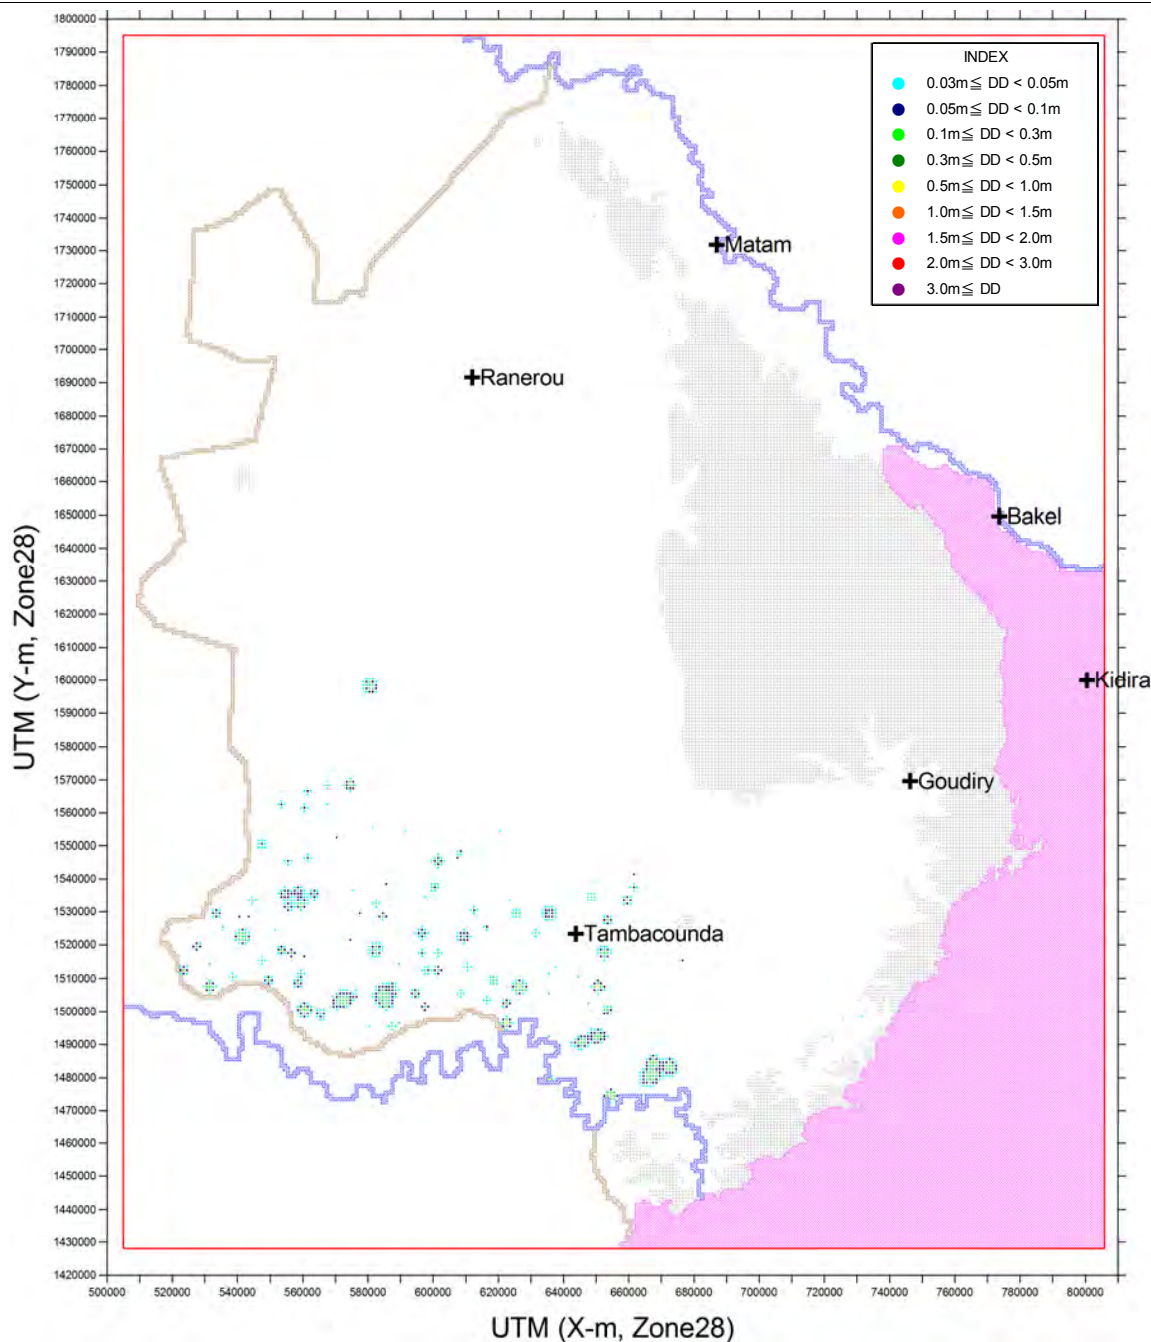 INDEX
0.03m≦ DD < 0.05m
0.05m≦ DD < 0.1m
0.1m≦ DD < 0.3m
0.3m≦ DD < 0.5m
0.5m≦ DD < 1.0m
1.0m≦ DD < 1.5m
1.5m≦ DD < 2.0m
2.0m≦ DD < 3.0m
3.0m≦ DD
Matam
Ranerou
Bakel
Kidira
Goudiry
Tambacounda
UTM (Y-m, Zone28)
1800000
1790000
1780000
1770000
1760000
1750000
1740000
1730000
1720000
1710000
1700000
1690000
1680000
1670000
1660000
1650000
1640000
1630000
1620000
1610000
1600000
1590000
1580000
1570000
1560000
1550000
1540000
1530000
1520000
1510000
1500000
1490000
1480000
1470000
1460000
1450000
1440000
1430000
1420000
500000 520000 540000 560000 580000 600000 620000 640000 660000 680000 700000 720000 740000 760000 780000 800000
UTM (X-m, Zone28)